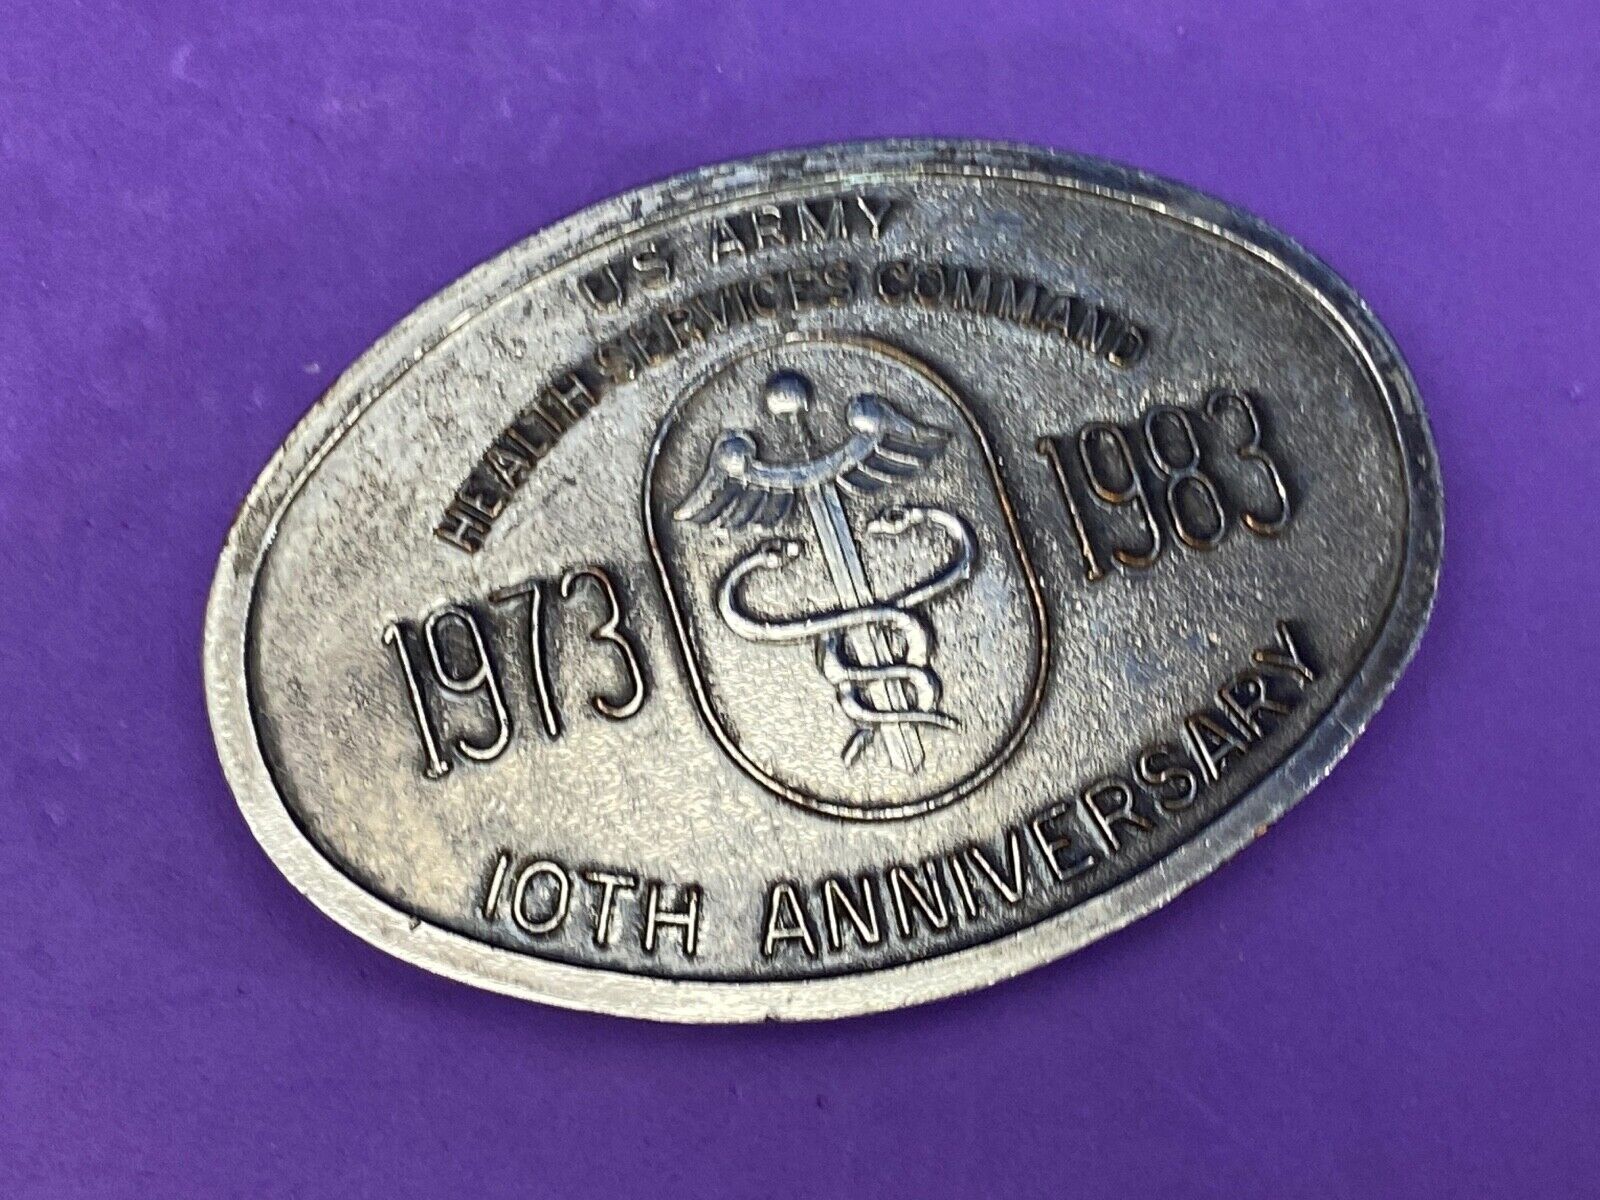 US ARMY
HEALTH SERVICES COMMAND
1973 1983
10TH ANNIVERSARY